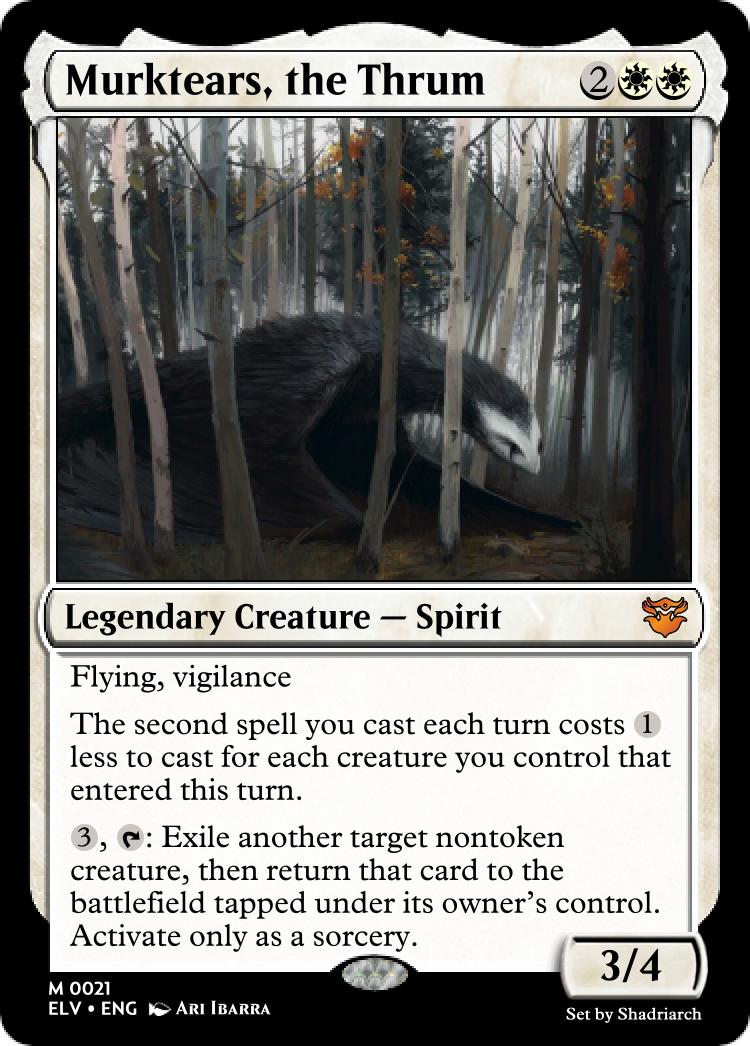 Murktears, the Thrum 2
Legendary Creature — Spirit
Flying, vigilance
The second spell you cast each turn costs 1
less to cast for each creature you control that
entered this turn.
3, : Exile another target nontoken
creature, then return that card to the
battlefield tapped under its owner's control.
Activate only as a sorcery.
3/4
M 0021
ELV • ENG Ari Ibarra
Set by Shadriarch